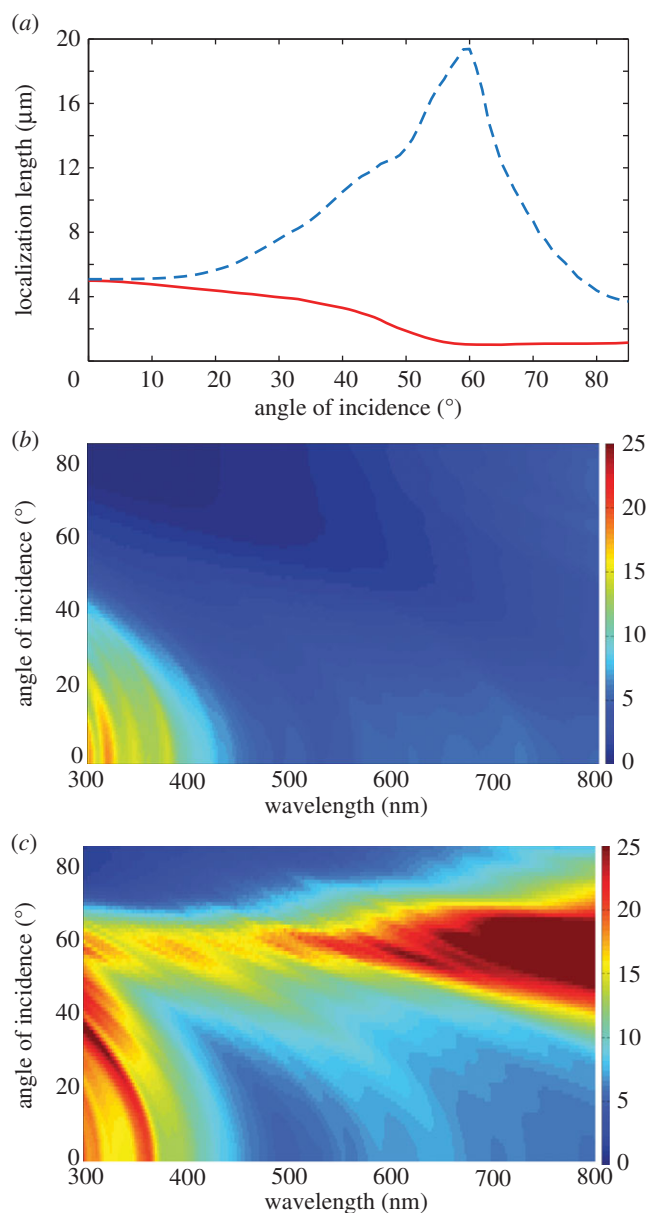 (a)
20
16
12
8
4
0
localization length (μm)
10 20 30 40 50 60 70 80
angle of incidence (°)
(b)
80
60
40
20
0
angle of incidence (°)
300 400 500 600 700 800
wavelength (nm)
25
20
15
10
5
0
(c)
80
60
40
20
0
angle of incidence (°)
300 400 500 600 700 800
wavelength (nm)
25
20
15
10
5
0